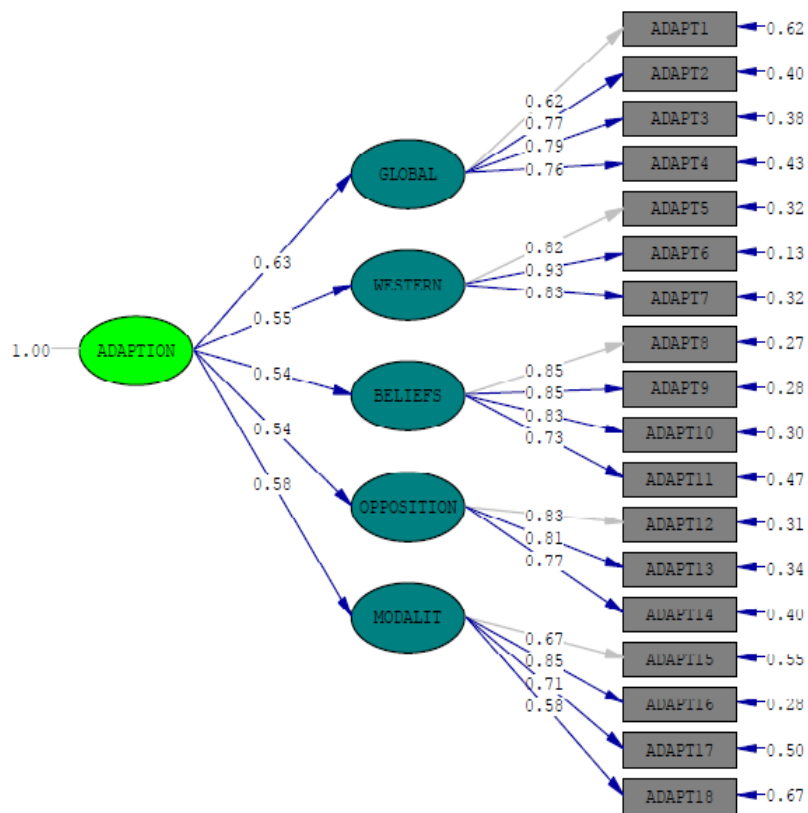 ADAPT1 0.62
ADAPT2 0.40
0.62
0.77
ADAPT3 0.38
0.79
GLOBAL 0.76 ADAPT4 0.43
ADAPT5 0.32
0.82
0.63 ADAPT6 0.13
0.93
WESTERN 0.83 ADAPT7 0.32
0.55
1.00 ADAPTION ADAPT8 0.27
0.85
0.54 BELIEFS 0.85 ADAPT9 0.28
0.83
0.54 0.73 ADAPT10 0.30
ADAPT11 0.47
0.58
OPPOSITION 0.83 ADAPT12 0.31
0.81
0.77 ADAPT13 0.34
MODALIT ADAPT14 0.40
0.67
0.85 ADAPT15 0.55
0.71
0.58 ADAPT16 0.28
ADAPT17 0.50
ADAPT18 0.67